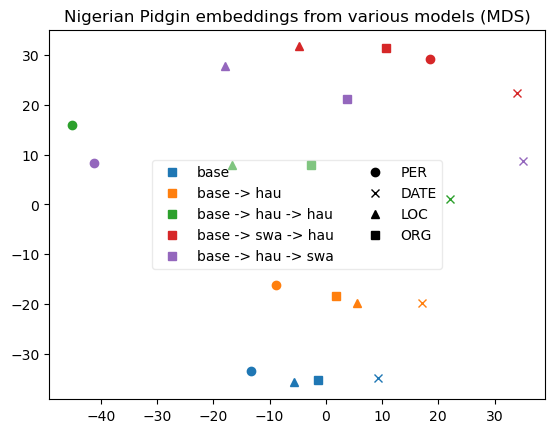 Nigerian Pidgin embeddings from various models (MDS)
30
20
10
0
−10
−20
−30
−40
−30
−20
−10
0
10
20
30
base
base -> hau
base -> hau -> hau
base -> swa -> hau
base -> hau -> swa
PER
DATE
LOC
ORG